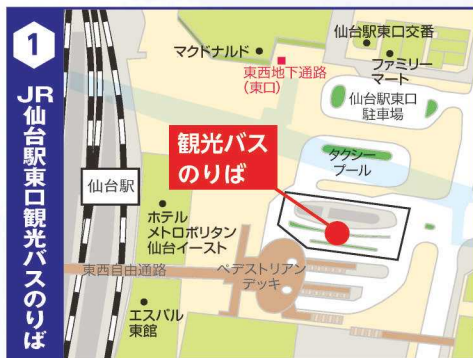 1
JR仙台駅東口観光バスのりば
マクドナルド
東西地下通路
(東口)
仙台駅東口交番
ファミリー
マート
仙台駅東口
駐車場
タクシー
プール
観光バス
のりば
仙台駅
ホテル
メトロポリタン
仙台イースト
東西自由通路
ペデストリアン
デッキ
エスパル
東館